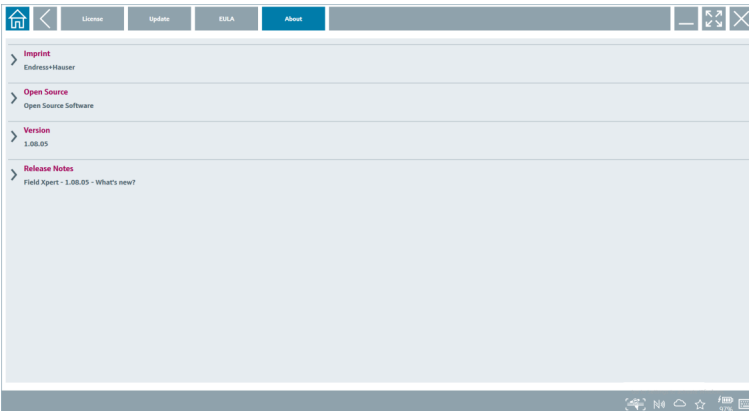 License Update EULA About
Imprint
Endress+Hauser
Open Source
Open Source Software
Version
1.08.05
Release Notes
Field Xpert - 1.08.05 - What's new?
97%